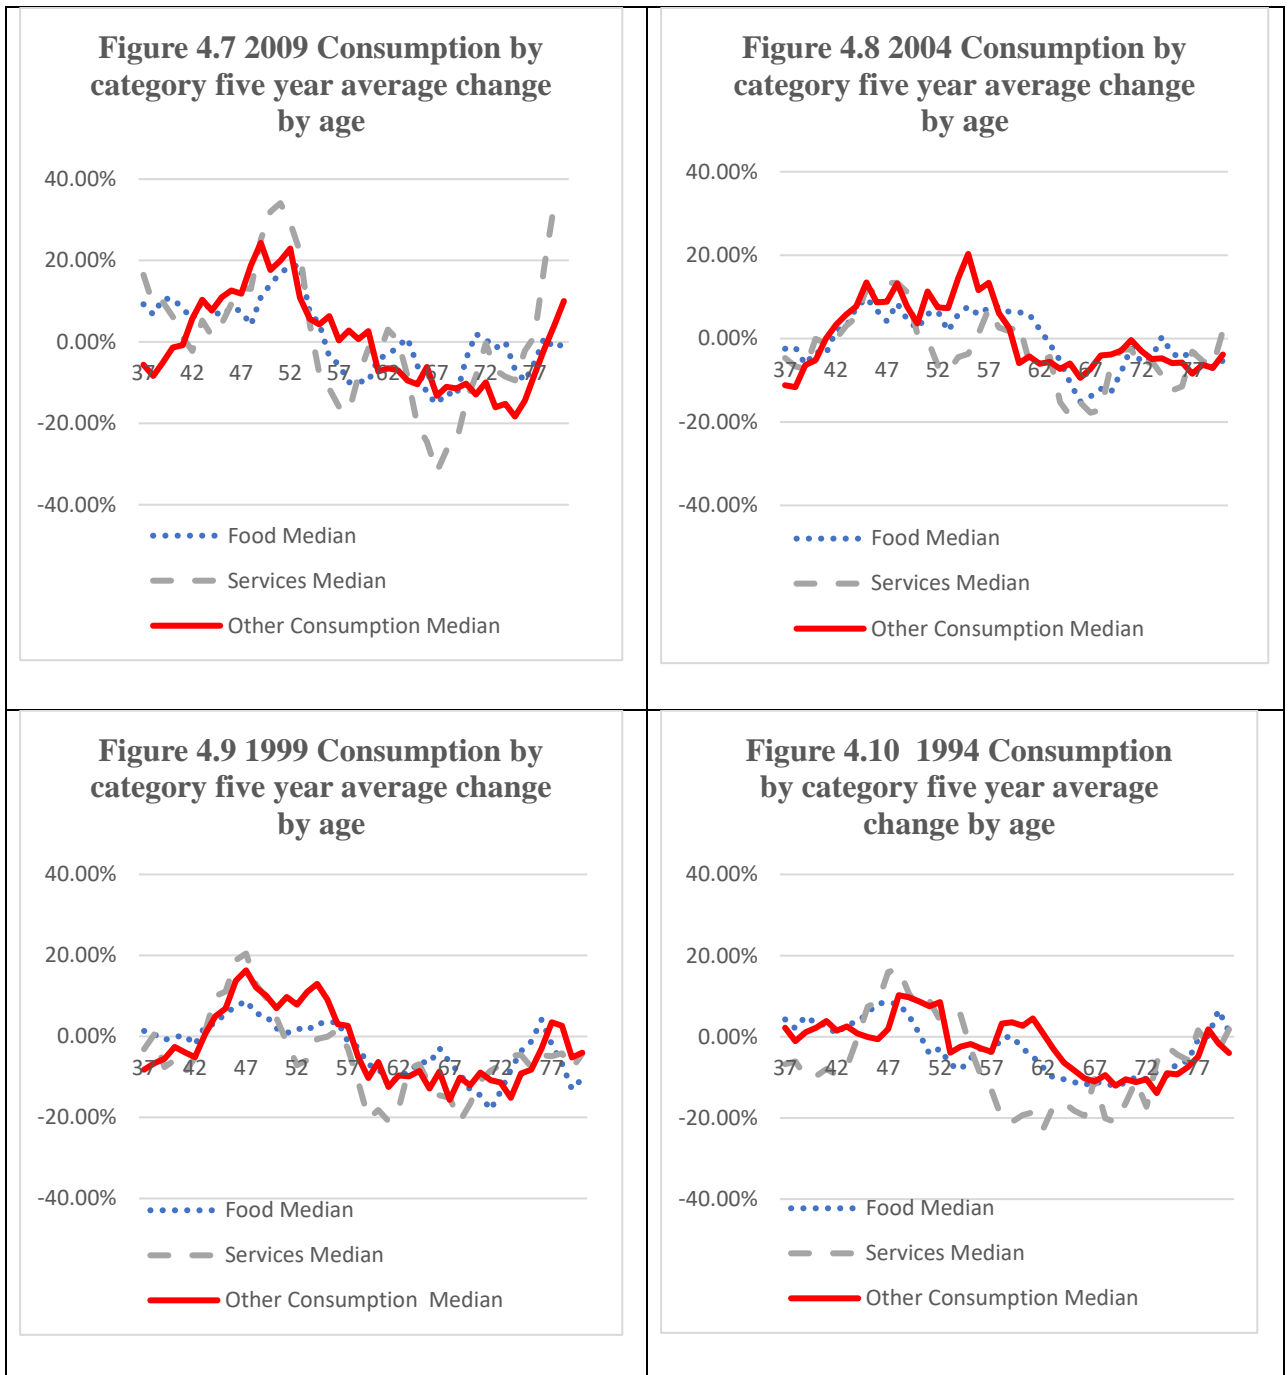 Figure 4.7 2009 Consumption by
category five year average change
by age
40.00%
20.00%
0.00%
37 42 47 52 57 62 67 72 77
-20.00%
-40.00%
Food Median
Services Median
Other Consumption Median
Figure 4.8 2004 Consumption by
category five year average change
by age
40.00%
20.00%
0.00%
37 42 47 52 57 62 67 72 77
-20.00%
-40.00%
Food Median
Services Median
Other Consumption Median
Figure 4.9 1999 Consumption by
category five year average change
by age
40.00%
20.00%
0.00%
37 42 47 52 57 62 67 72 77
-20.00%
-40.00%
Food Median
Services Median
Other Consumption Median
Figure 4.10 1994 Consumption
by category five year average
change by age
40.00%
20.00%
0.00%
37 42 47 52 57 62 67 72 77
-20.00%
-40.00%
Food Median
Services Median
Other Consumption Median